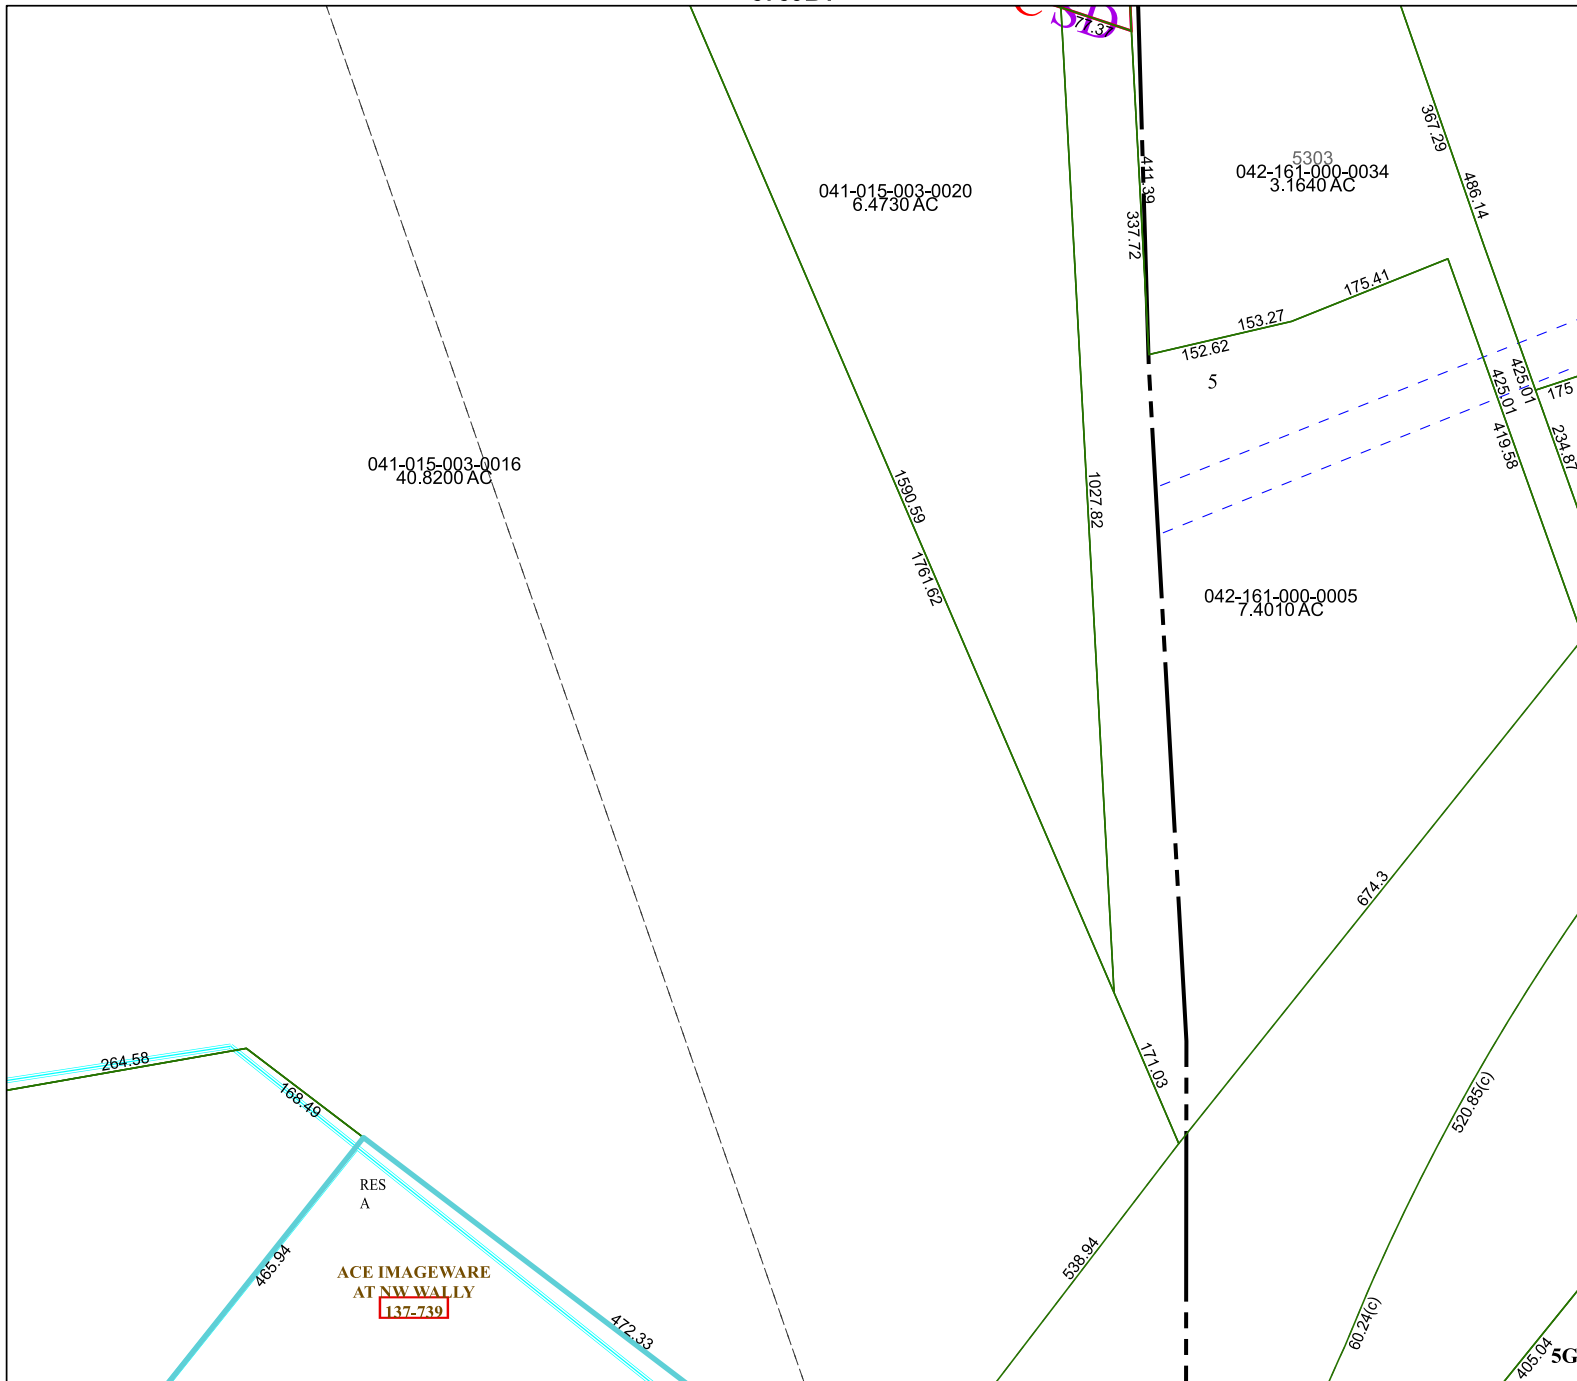 C SD
77.37
367.29
5303
042-161-000-0034
3.1640 AC
411.39
486.14
041-015-003-0020
6.4730 AC
337.72
175.41
153.27
152.62
5
425.01
425.01
175
419.58
234.87
041-015-003-0016
40.8200 AC
1590.59
1027.82
1761.62
042-161-000-0005
7.4010 AC
674.3
264.58
168.49
171.03
520.85(c)
RES
A
465.94
538.94
ACE IMAGEWARE
AT NW WALLY
137-739
472.33
60.24(c)
405.04
5G